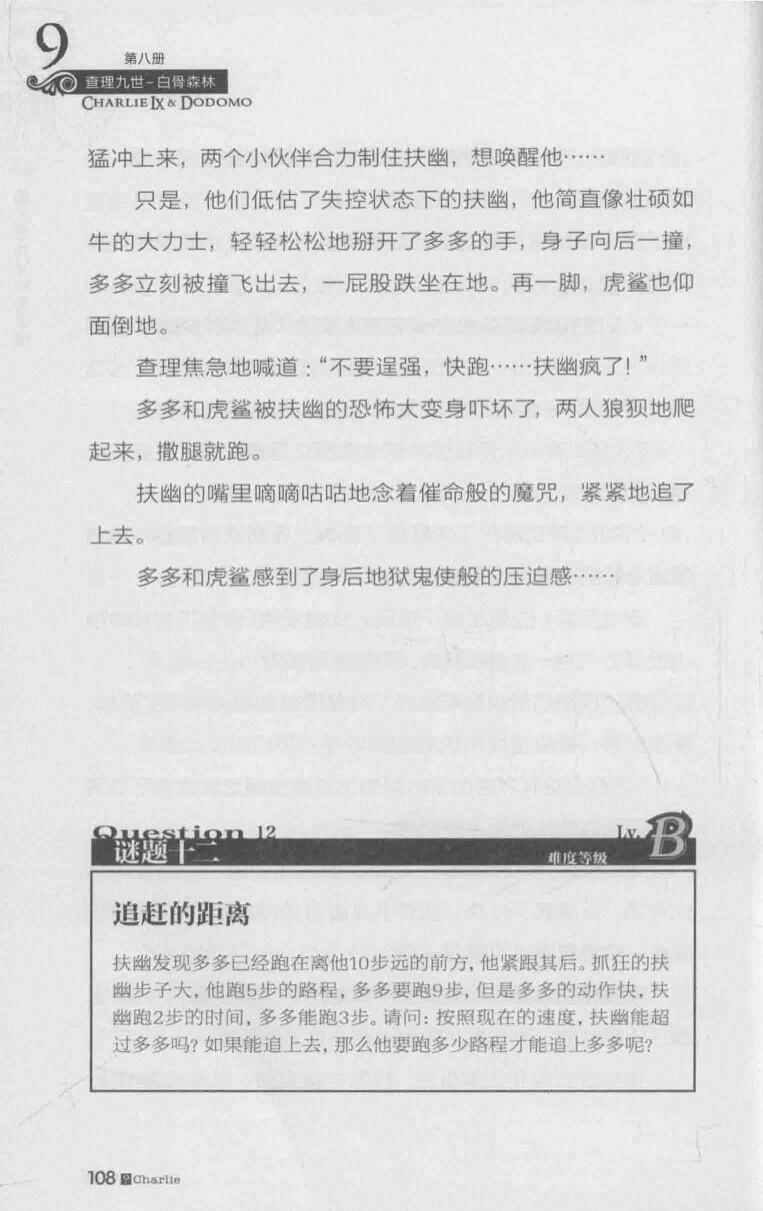 9
第八册
查理九世-白骨森林
CHARLIE IX & DODOMO
猛冲上来，两个小伙伴合力制住扶幽，想唤醒他……
只是，他们低估了失控状态下的扶幽，他简直像壮硕如
牛的大力士，轻轻松松地掰开了多多的手，身子向后一撞，
多多立刻被撞飞出去，一屁股跌坐在地。再一脚，虎鲨也仰
面倒地。
查理焦急地喊道：“不要逞强，快跑……扶幽疯了！”
多多和虎鲨被扶幽的恐怖大变身吓坏了，两人狼狈地爬
起来，撒腿就跑。
扶幽的嘴里嘀嘀咕咕地念着催命般的魔咒，紧紧地追了
上去。
多多和虎鲨感到了身后地狱鬼使般的压迫感……
Question 12 Lv. B
谜题十二 难度等级
追赶的距离
扶幽发现多多已经跑在离他10步远的前方，他紧跟其后。抓狂的扶
幽步子大，他跑5步的路程，多多要跑9步，但是多多的动作快，扶
幽跑2步的时间，多多能跑3步。请问：按照现在的速度，扶幽能超
过多多吗？如果能追上去，那么他要跑多少路程才能追上多多呢？
108 9 Charlie